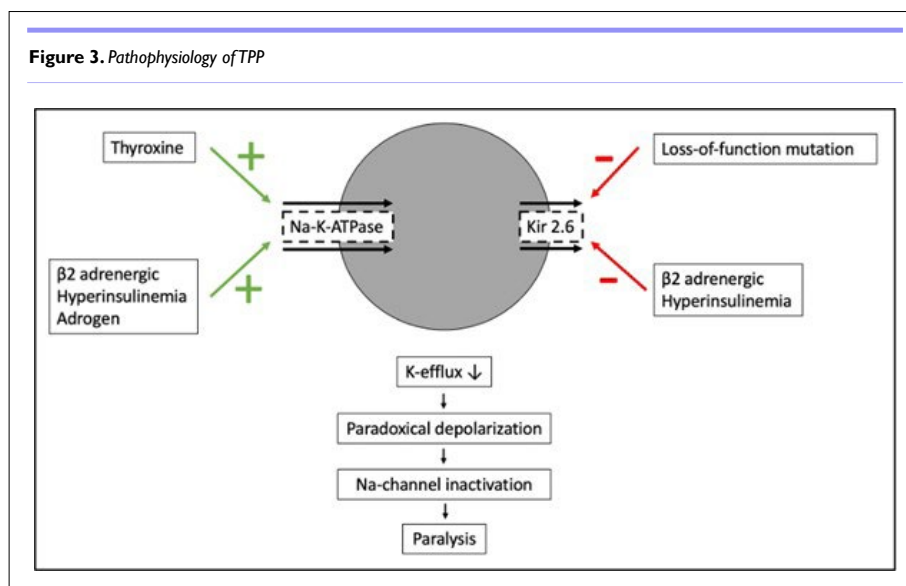 Figure 3. Pathophysiology of TPP
Thyroxine
+
−
Loss-of-function mutation
Na-K-ATPase
Kir 2.6
β2 adrenergic
Hyperinsulinemia
Adrogen
+
−
β2 adrenergic
Hyperinsulinemia
K-efflux ↓
Paradoxical depolarization
Na-channel inactivation
Paralysis